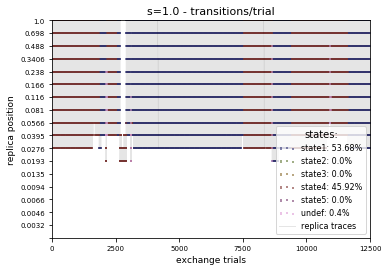 s=1.0 - transitions/trial
1.0
0.698
0.488
0.3406
0.238
0.166
0.116
0.081
0.0566
0.0395
0.0276
0.0193
0.0135
0.0094
0.0066
0.0046
0.0032
replica position
states:
state1: 53.68%
state2: 0.0%
state3: 0.0%
state4: 45.92%
state5: 0.0%
undef: 0.4%
replica traces
0 2500 5000 7500 10000 12500
exchange trials